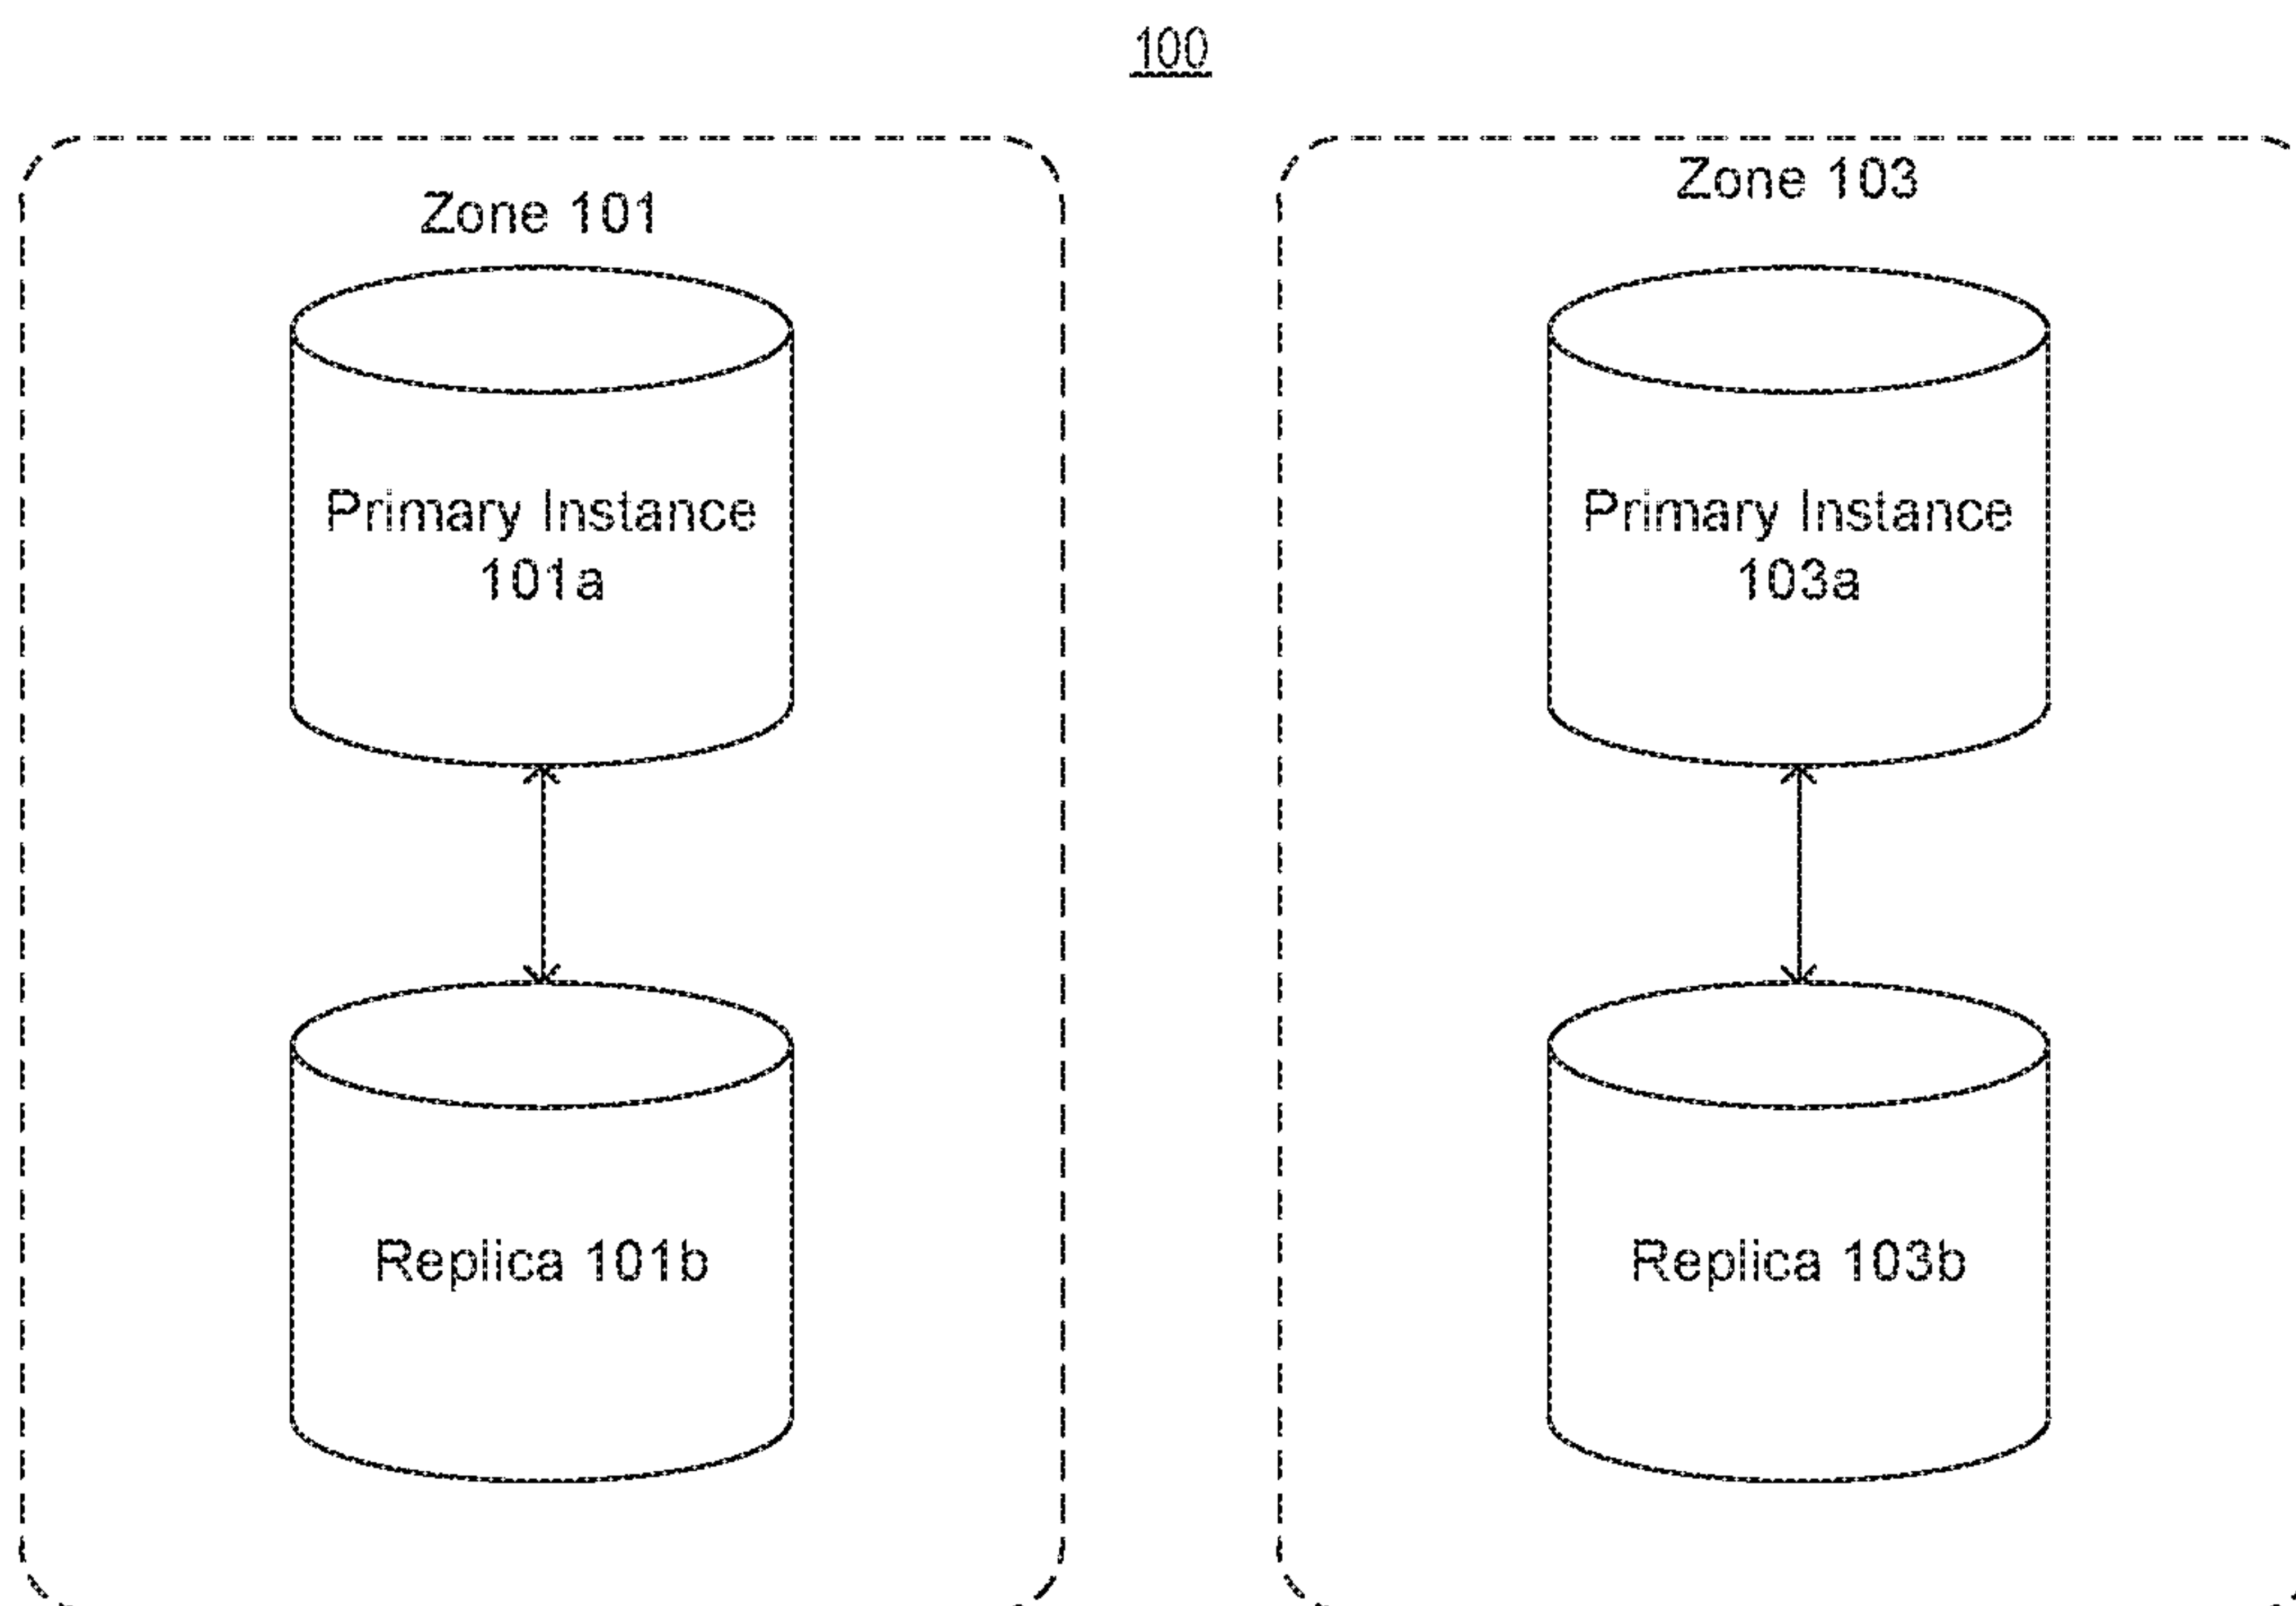 100
Zone 101
Primary Instance
101a
Replica 101b
Zone 103
Primary Instance
103a
Replica 103b